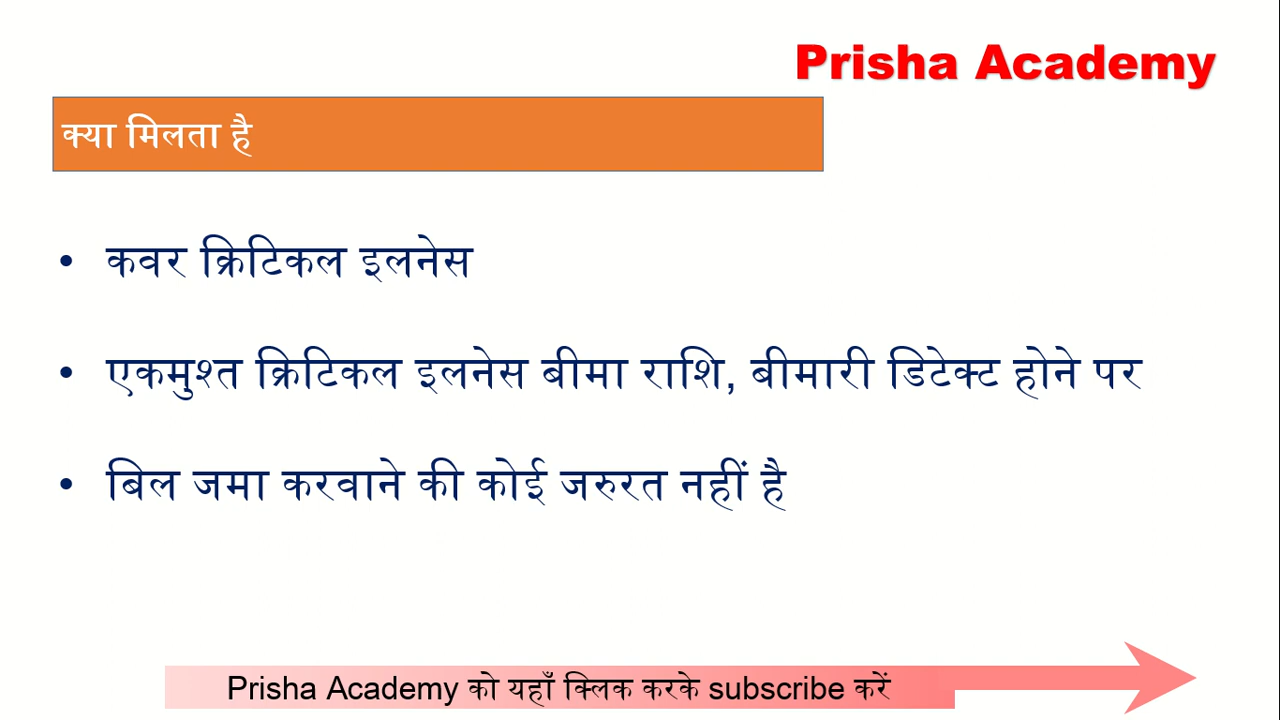 Prisha Academy
क्या मिलता है
• कवर क्रिटिकल इलनेस
• एकमुश्त क्रिटिकल इलनेस बीमा राशि, बीमारी डिटेक्ट होने पर
• बिल जमा करवाने की कोई जरुरत नहीं है
Prisha Academy को यहाँ क्लिक करके subscribe करें